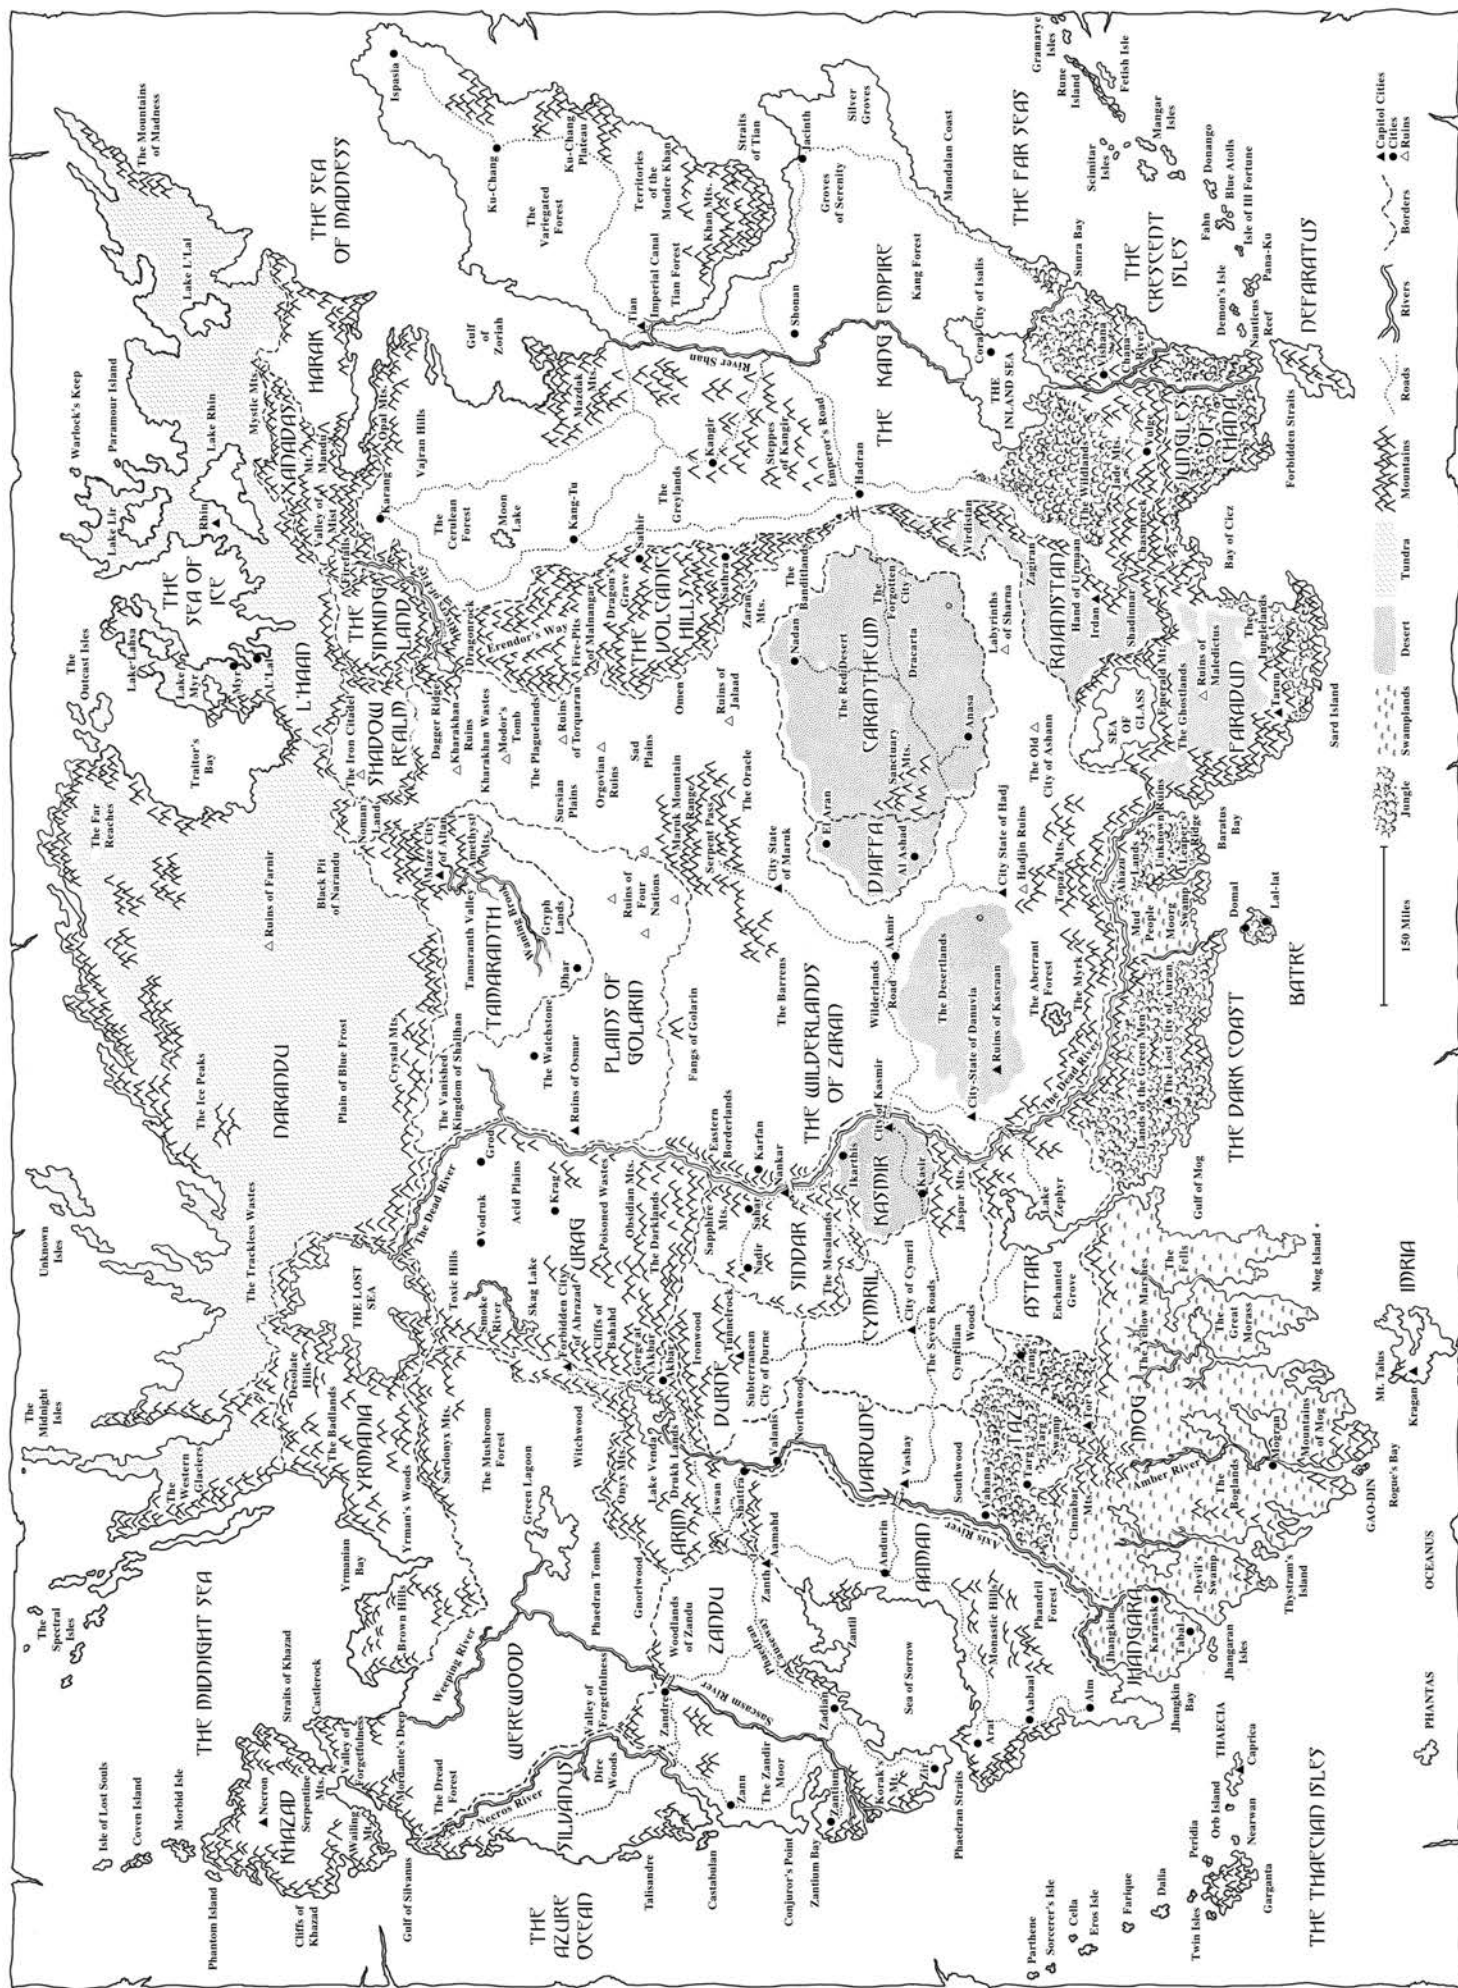 Isle of Lost Souls
Coven Island
Morbid Isle
Phantom Island
Cliffs of
Khazad
KHAZAD
Necron
Serpentine
Mts.
Wailing
Mt.
Straits of Khazad
Castlerock
Valley of
Forgetfulness
Mordante's Deep
Gulf of Silvanus
THE MIDNIGHT SEA
The
Spectral
Isles
The
Midnight
Isles
The
Western
Glaciers
Unknown
Isles
The Trackless Wastes
Desolate
Hills
The Badlands
YRMANIA
Yrmanian
Bay
Yrman's Woods
Brown Hills
THE LOST
SEA
Sardonyx Mts.
The Ice Peaks
NARANDU
Plain of Blue Frost
Crystal Mts.
Ruins of Farnir
Black Pit
of Narandu
The Far
Reaches
Traitor's
Bay
The
Outcast Isles
Lake Lahsa
Lake
Myr
Myr
L'Lal
L'HAAN
THE
SEA OF
ICE
Lake Lir
Rhin
Lake Rhin
Warlock's Keep
Paramour Island
Lake L'Lal
The Mountains
of Madness
THE SEA
OF MADNESS
Mystic Mts.
HARAK
XANADAS
Mt.
Mandu
Valley of
Mist
Firefalls
Opal Mts.
Karang
Vajran Hills
THE
SINKING
LAND
The Iron Citadel
SHADOW
REALM
Noman's
Land
Dagger Ridge
Kharakhan
Ruins
Kharakhan Wastes
Modor's
Tomb
The Plaguelands
Ruins
of Torquarran
Dragonrock
River of Fire
Erendor's Way
Fire-Pits
of Malnangar
Dragon's
Grave
THE
VOLCANIC
HILLS
Sathir
Sathra
Zaran
Mts.
Omen
Ruins of
Jalaad
The
Cerulean
Forest
Moon
Lake
Kang-Tu
The
Greylands
Gulf
of
Zoriah
Mazdak
Mts.
Kangir
Steppes
of Kangir
Emperor's Road
Hadran
THE KANG EMPIRE
River Shan
Tian
Imperial Canal
Tian Forest
Shonan
Kang Forest
Khan Mts.
Territories
of the
Mondre Khan
The
Variegated
Forest
Ku-Chang
Ku-Chang
Plateau
Ispasia
Straits
of Tian
Jacinth
Silver
Groves
Groves
of Serenity
Mandalan Coast
THE FAR SEAS
Coral City of Isalis
THE
INLAND SEA
Sunra Bay
THE
CRESCENT
ISLES
Vishana
Chana
River
Volge
JUNGLES
OF
CHANA
The Wildlands
Jade Mts.
Chasmrock
Demon's Isle
Nauticus
Reef
Fahn
Isle of Ill Fortune
Pana-Ku
Donango
Blue Atolls
Scimitar
Isles
Mangar
Isles
Rune
Island
Gramarye
Isles
Fetish Isle
NEFARATUS
Forbidden Straits
Bay of Cicz
The Dread
Forest
WEREWOOD
Weeping River
Necros River
SILVANUS
Dire
Woods
Valley of
Forgetfulness
Phaedran Tombs
Gnorlwood
Green Lagoon
The Mushroom
Forest
Witchwood
THE
AZURE
OCEAN
Talisandre
Castabulan
Conjuror's Point
Zantium Bay
Zantium
Zann
The Zandir
Moor
Zandre
Woodlands
of Zandu
ZANDU
Sascasm River
Zadian
Phaedran
Causeway
Zantil
Korak's
Mt.
Zir
Phaedran Straits
Sea of Sorrow
Zanth
Aamahd
Iswan
Shattra
ARIM
Onyx Mts.
Lake Venda
Drukh Lands
Akbar
Gorge at
Akbar
Ironwood
Cliffs of
Bahahd
Forbidden City
of Ahrazad
Toxic Hills
Smoke
River
Skag Lake
URAG
Vodruk
Grod
Krag
Acid Plains
The Dead River
Poisoned Wastes
Obsidian Mts.
The Darklands
DURNE
Tunnelrock
Subterranean
City of Durne
Valanis
Northwood
VARDUNE
Vashay
Southwood
Vahana
Axis River
AAMAN
Andurin
Monastic Hills
Phandril
Forest
Arat
Aabaal
Alm
SINDAR
Sapphire
Mts.
Nadir
Sahar
Nankar
Karfan
Eastern
Borderlands
The Mesalands
CYMRIL
City of Cymril
The Seven Roads
Cymrilian
Woods
KASMIR
Ikarthis
City of Kasmir
Kasir
Jaspar Mts.
Lake
Zephyr
ASTAR
Enchanted
Grove
TAZ
Targ
Targ
Swamp
Trang
Tor
Cinnabar
Mts.
MOG
The Yellow Marshes
The
Great
Morass
The
Fells
Mog Island
Gulf of Mog
Mogran
Amber River
The
Boglands
Mountains
of Mog
Devil's
Swamp
Thystram's
Island
JHANGARA
Jhangkin
Karansk
Tabal
Jhangkin
Bay
Jhangaran
Isles
The Vanished
Kingdom of Shalihan
The Watchstone
Ruins of Osmar
PLAINS OF
GOLARIN
Fangs of Golarin
TAMARANTH
Tamaranth Valley
Waning Brook
Gryph
Lands
Dhar
Maze City
of Altan
Amethyst
Mts.
Sursian
Plains
Orgovian
Ruins
Sad
Plains
Ruins of
Four
Nations
Maruk Mountain
Range
Serpent Pass
The Oracle
City State
of Maruk
The Barrens
THE WILDERLANDS
OF ZARAN
Wilderlands
Road
Akmir
The Desertlands
City-State of Danuvia
Ruins of Kasraan
DJAFFA
El Aran
Al Ashad
CARANTHEUM
The Red Desert
Nadan
Sanctuary
Mts.
Dracarta
Anasa
The
Forgotten
City
The
Banditlands
City State of Hadj
Hadjin Ruins
Topaz Mts.
The Old
City of Ashann
Labyrinths
of Sharna
Virdistan
Zagiran
RAJANISTAN
Hand of Urmaan
Irdan
Shadinnar
Emerald Mt.
SEA
OF
GLASS
The Ghostlands
Ruins of
Maledictus
FARADUN
The
Junglelands
Tarun
Sard Island
The Aberrant
Forest
The Myrk
The Dead River
Lands of the Green Men
The Lost City of Auran
Mud
People
Moorg
Swamp
Ahazu
Lands
Unknown Ruins
Leaper's
Ridge
Baratus
Bay
THE DARK COAST
BATRE
Domal
Lal-lat
IMRIA
Mt. Talus
Kragan
Rogue's Bay
GAO-DIN
OCEANUS
PHANTAS
THE THAECIAN ISLES
THAECIA
Caprica
Orb Island
Nearwan
Peridia
Twin Isles
Garganta
Dalia
Farique
Eros Isle
Cella
Sorcerer's Isle
Parthene
150 Miles
Jungle
Swamplands
Desert
Tundra
Mountains
Roads
Rivers
Borders
Capitol Cities
Cities
Ruins